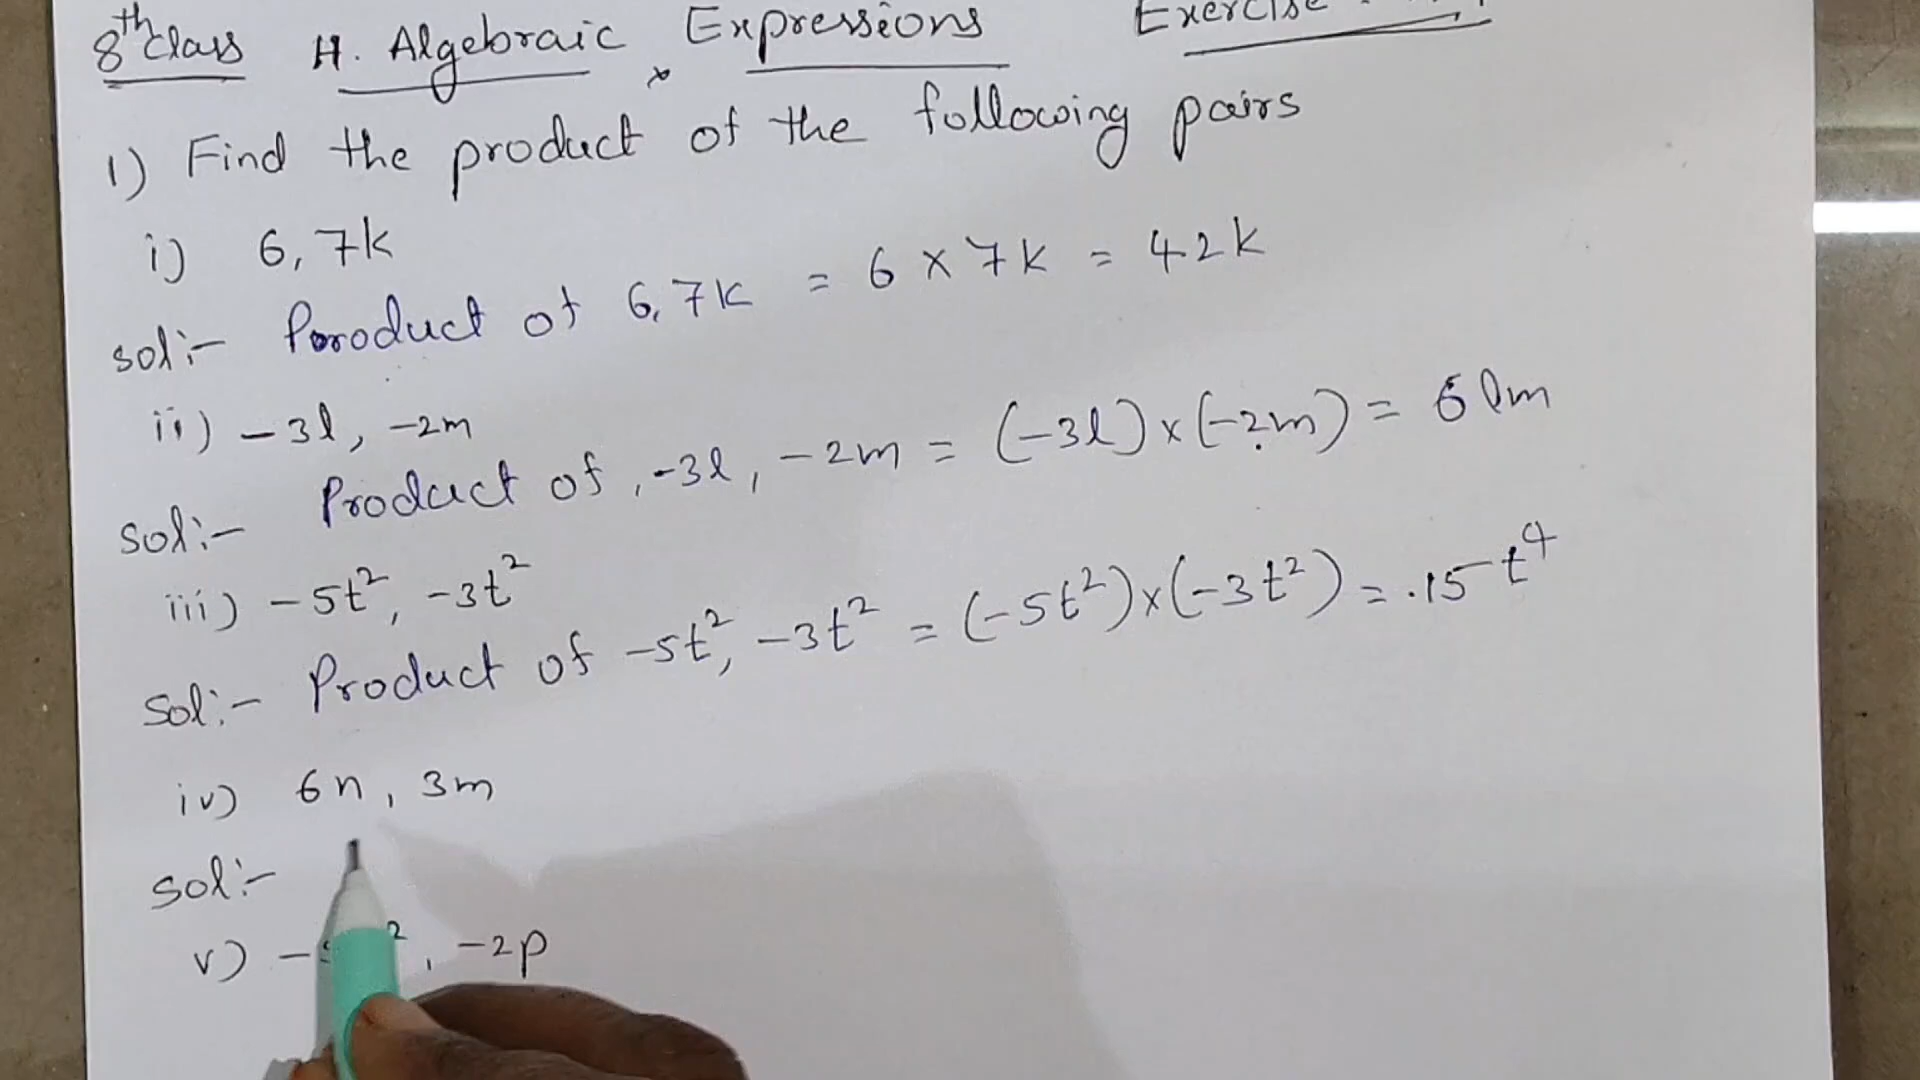 8th class 11. Algebraic Expressions Exercise
1) Find the product of the following pairs
i) 6, 7k
sol:- Product of 6, 7k = 6 × 7k = 42k
ii) -3l, -2m
sol:- Product of, -3l, -2m = (-3l)×(-2m) = 6lm
iii) -5t², -3t²
sol:- Product of -5t², -3t² = (-5t²)×(-3t²) = 15t⁴
iv) 6n, 3m
sol:-
v) , -2p